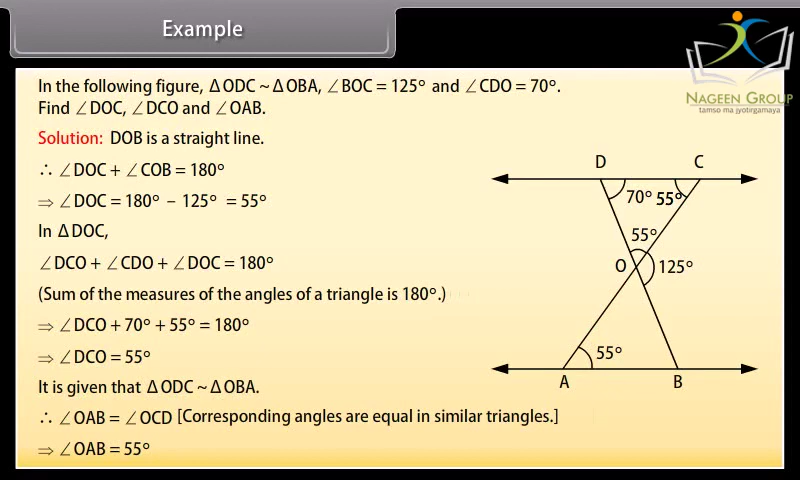 Example
NAGEEN GROUP
tamso ma jyotirgamaya
In the following figure, ΔODC ~ ΔOBA, ∠BOC = 125° and ∠CDO = 70°.
Find ∠DOC, ∠DCO and ∠OAB.
Solution: DOB is a straight line.
∴ ∠DOC + ∠COB = 180°
⇒ ∠DOC = 180° – 125° = 55°
In ΔDOC,
∠DCO + ∠CDO + ∠DOC = 180°
(Sum of the measures of the angles of a triangle is 180°.)
⇒ ∠DCO + 70° + 55° = 180°
⇒ ∠DCO = 55°
It is given that ΔODC ~ ΔOBA.
∴ ∠OAB = ∠OCD [Corresponding angles are equal in similar triangles.]
⇒ ∠OAB = 55°
D C
70° 55°
55°
O 125°
55°
A B